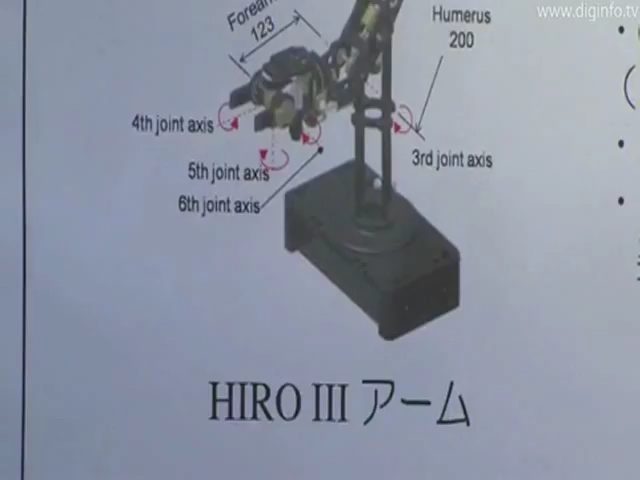 www.diginfo.tv
Humerus
200
123
4th joint axis
3rd joint axis
5th joint axis
6th joint axis
HIRO III アーム